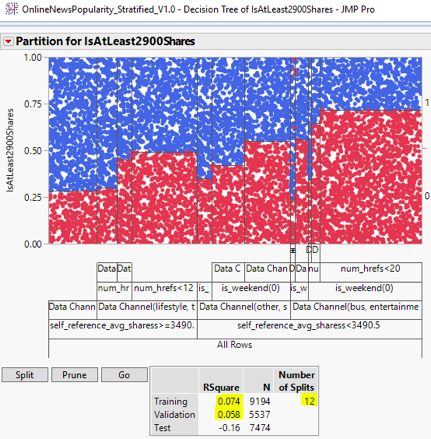 OnlineNewsPopularity_Stratified_V1.0 - Decision Tree of IsAtLeast2900Shares - JMP Pro
Partition for IsAtLeast2900Shares
1.00
0.75
0.50
0.25
0.00
IsAtLeast2900Shares
1
0
DD
Data Dat Data C Data Chan D Da nu num_hrefs<20
num_hr num_hrefs<12 is_ is_weekend(0) is_w is_weekend(0)
Data Chann Data Channel(lifestyle, t Data Channel(other, s Data Channel(bus, entertainme
self_reference_avg_sharess>=3490. self_reference_avg_sharess<3490.5
All Rows
Split Prune Go
RSquare N Number of Splits
Training 0.074 9194 12
Validation 0.058 5537
Test -0.16 7474